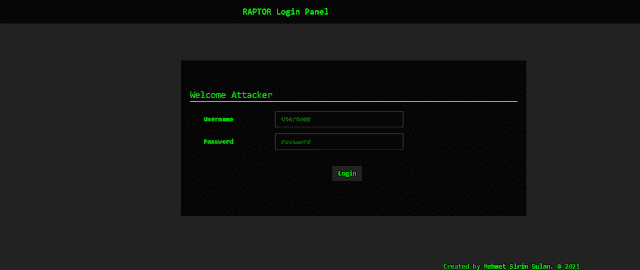 RAPTOR Login Panel
Welcome Attacker
Username
Username
Password
Password
Login
Created by Mehmet Sirin Sulan. © 2021